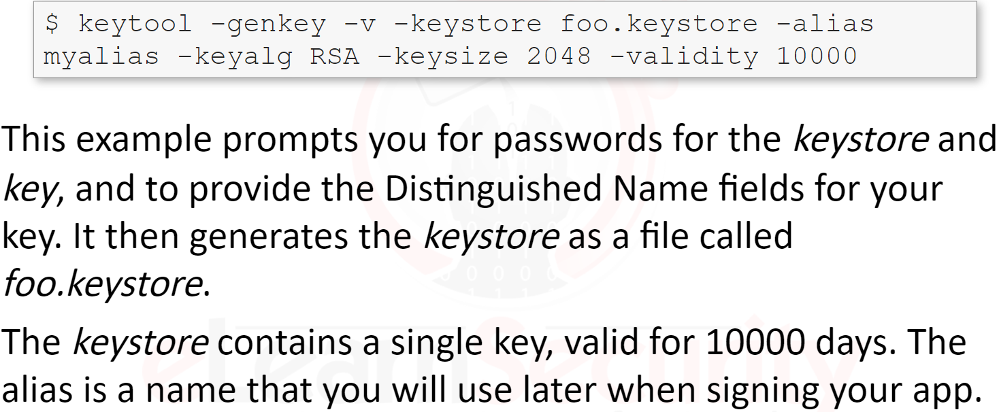 $ keytool –genkey –v –keystore foo.keystore –alias
myalias –keyalg RSA –keysize 2048 –validity 10000
This example prompts you for passwords for the keystore and
key, and to provide the Distinguished Name fields for your
key. It then generates the keystore as a file called
foo.keystore.
The keystore contains a single key, valid for 10000 days. The
alias is a name that you will use later when signing your app.
eLearnSecurity